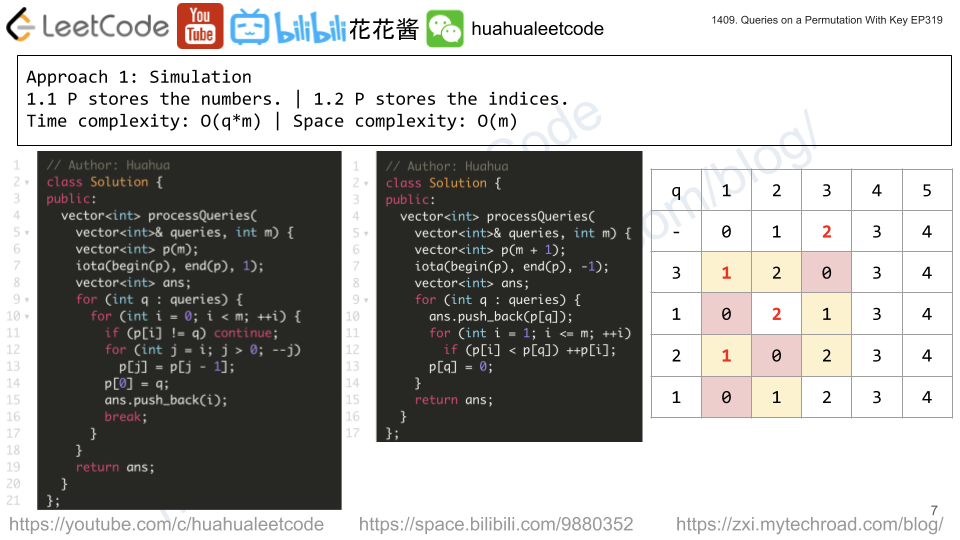 LeetCode You Tube bilibili 花花酱 huahualeetcode
1409. Queries on a Permutation With Key EP319
Approach 1: Simulation
1.1 P stores the numbers. | 1.2 P stores the indices.
Time complexity: O(q*m) | Space complexity: O(m)
1 // Author: Huahua
2 class Solution {
3 public:
4 vector<int> processQueries(
5 vector<int>& queries, int m) {
6 vector<int> p(m);
7 iota(begin(p), end(p), 1);
8 vector<int> ans;
9 for (int q : queries) {
10 for (int i = 0; i < m; ++i) {
11 if (p[i] != q) continue;
12 for (int j = i; j > 0; --j)
13 p[j] = p[j - 1];
14 p[0] = q;
15 ans.push_back(i);
16 break;
17 }
18 }
19 return ans;
20 }
21 };
1 // Author: Huahua
2 class Solution {
3 public:
4 vector<int> processQueries(
5 vector<int>& queries, int m) {
6 vector<int> p(m + 1);
7 iota(begin(p), end(p), -1);
8 vector<int> ans;
9 for (int q : queries) {
10 ans.push_back(p[q]);
11 for (int i = 1; i <= m; ++i)
12 if (p[i] < p[q]) ++p[i];
13 p[q] = 0;
14 }
15 return ans;
16 }
17 };
q 1 2 3 4 5
- 0 1 2 3 4
3 1 2 0 3 4
1 0 2 1 3 4
2 1 0 2 3 4
1 0 1 2 3 4
Code
om/blog/
7
https://youtube.com/c/huahualeetcode
https://space.bilibili.com/9880352
https://zxi.mytechroad.com/blog/